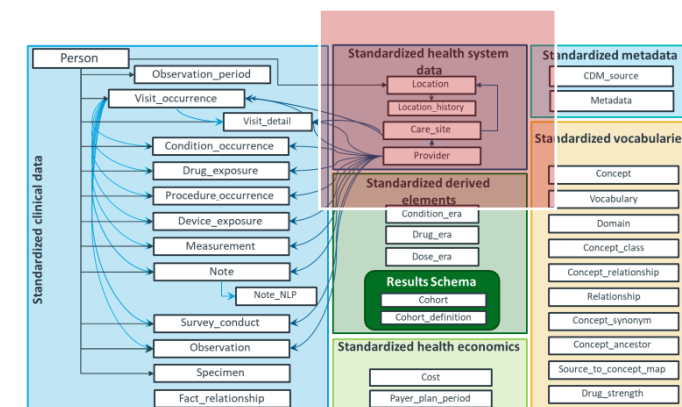 Person
Observation_period
Visit_occurrence
Visit_detail
Condition_occurrence
Drug_exposure
Procedure_occurrence
Device_exposure
Measurement
Note
Note_NLP
Survey_conduct
Observation
Specimen
Fact_relationship
Standardized clinical data
Standardized health system
data
Location
Location_history
Care_site
Provider
Standardized derived
elements
Condition_era
Drug_era
Dose_era
Results Schema
Cohort
Cohort_definition
Standardized health economics
Cost
Payer_plan_period
Standardized metadata
CDM_source
Metadata
Standardized vocabularie
Concept
Vocabulary
Domain
Concept_class
Concept_relationship
Relationship
Concept_synonym
Concept_ancestor
Source_to_concept_map
Drug_strength